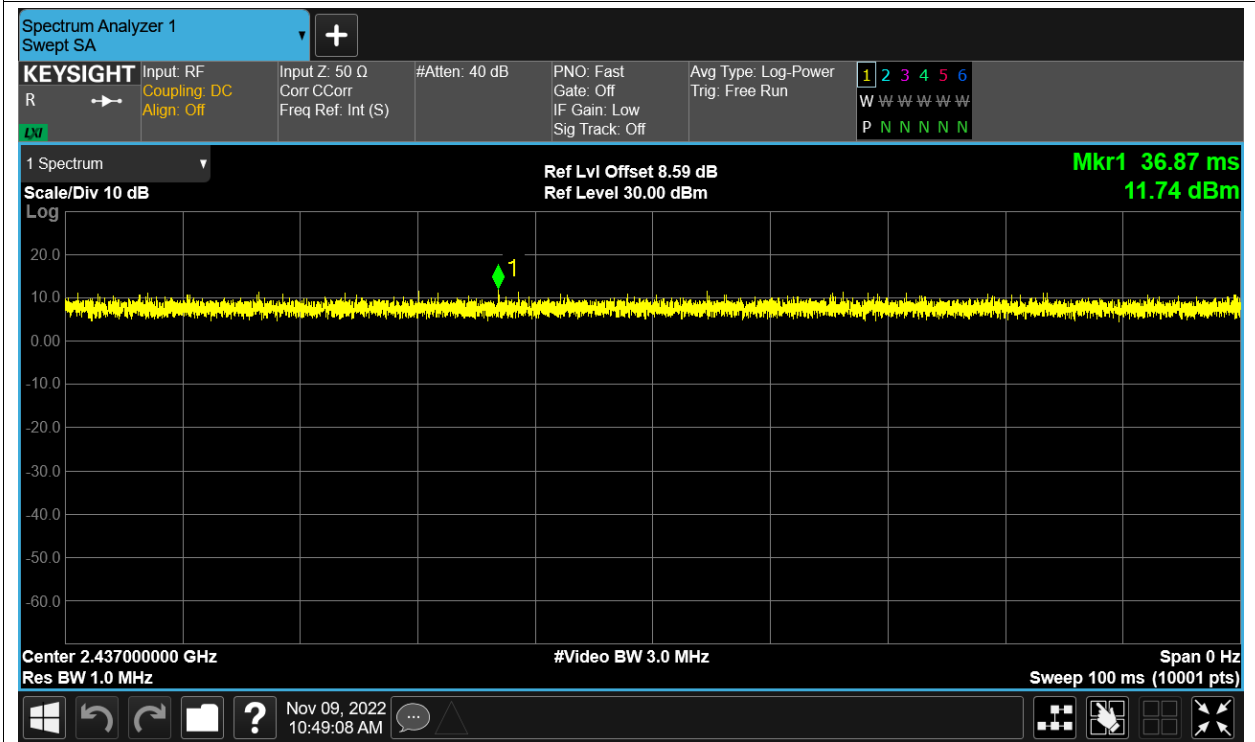 Spectrum Analyzer 1
Swept SA
KEYSIGHT
R
LXI
Input: RF
Coupling: DC
Align: Off
Input Z: 50 Ω
Corr CCorr
Freq Ref: Int (S)
#Atten: 40 dB
PNO: Fast
Gate: Off
IF Gain: Low
Sig Track: Off
Avg Type: Log-Power
Trig: Free Run
1 2 3 4 5 6
W W W W W W
P N N N N N
1 Spectrum
Scale/Div 10 dB
Log
Ref Lvl Offset 8.59 dB
Ref Level 30.00 dBm
Mkr1 36.87 ms
11.74 dBm
20.0
1
10.0
0.00
-10.0
-20.0
-30.0
-40.0
-50.0
-60.0
Center 2.437000000 GHz
Res BW 1.0 MHz
#Video BW 3.0 MHz
Span 0 Hz
Sweep 100 ms (10001 pts)
?
Nov 09, 2022
10:49:08 AM